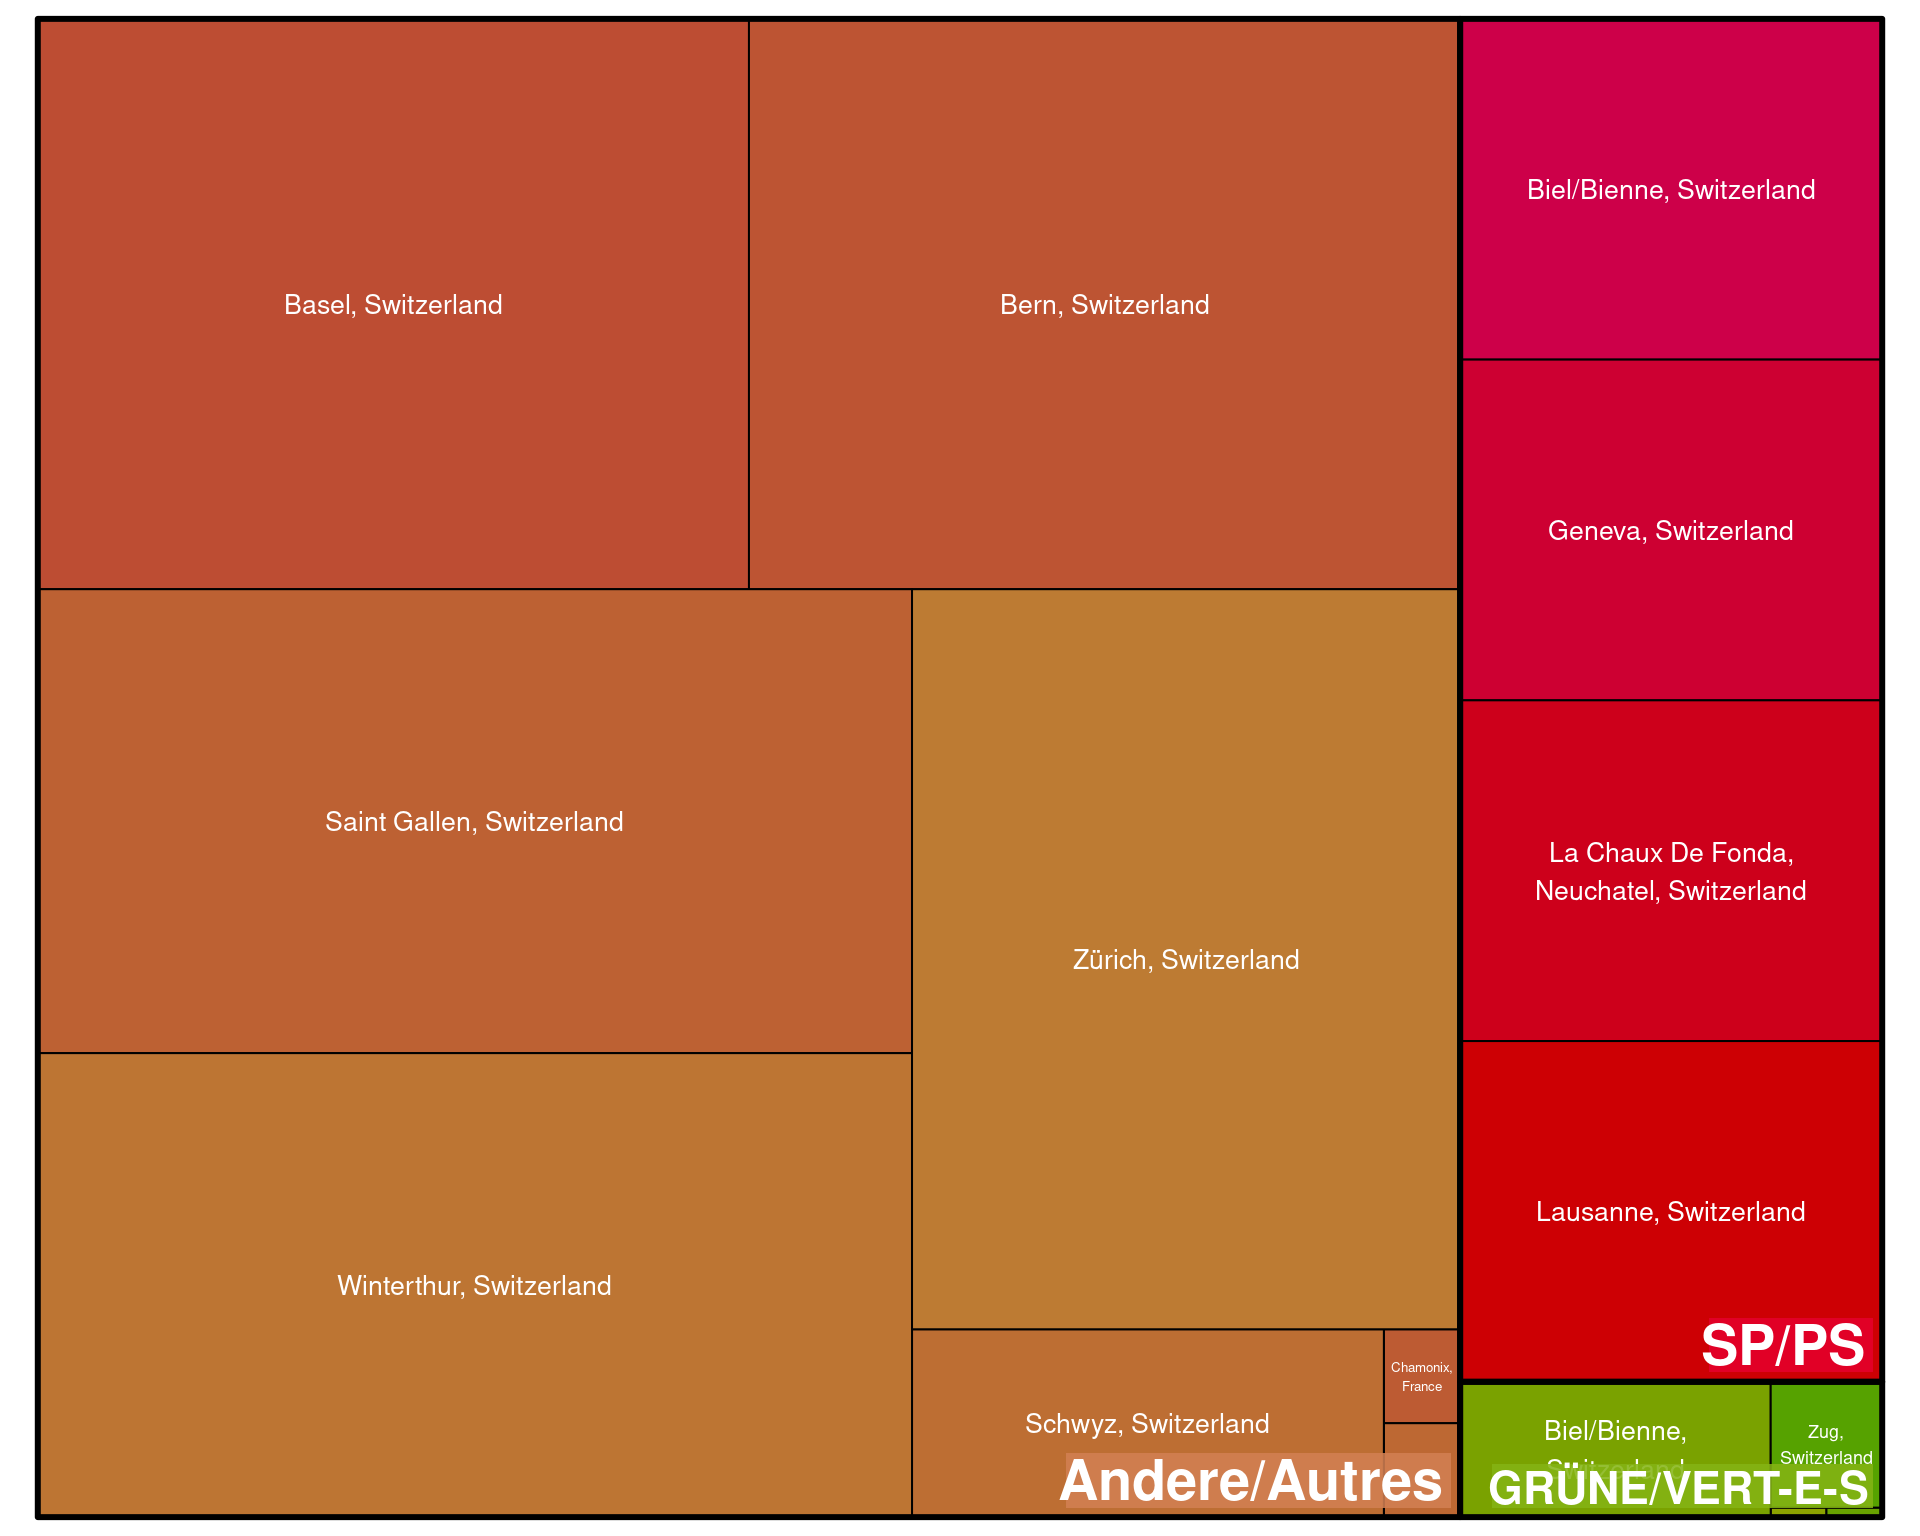 Basel, Switzerland
Bern, Switzerland
Saint Gallen, Switzerland
Zürich, Switzerland
Winterthur, Switzerland
Schwyz, Switzerland
Chamonix,
France
Andere/Autres
Biel/Bienne, Switzerland
Geneva, Switzerland
La Chaux De Fonda,
Neuchatel, Switzerland
Lausanne, Switzerland
SP/PS
Biel/Bienne,
Switzerland
Zug,
Switzerland
GRÜNE/VERT-E-S